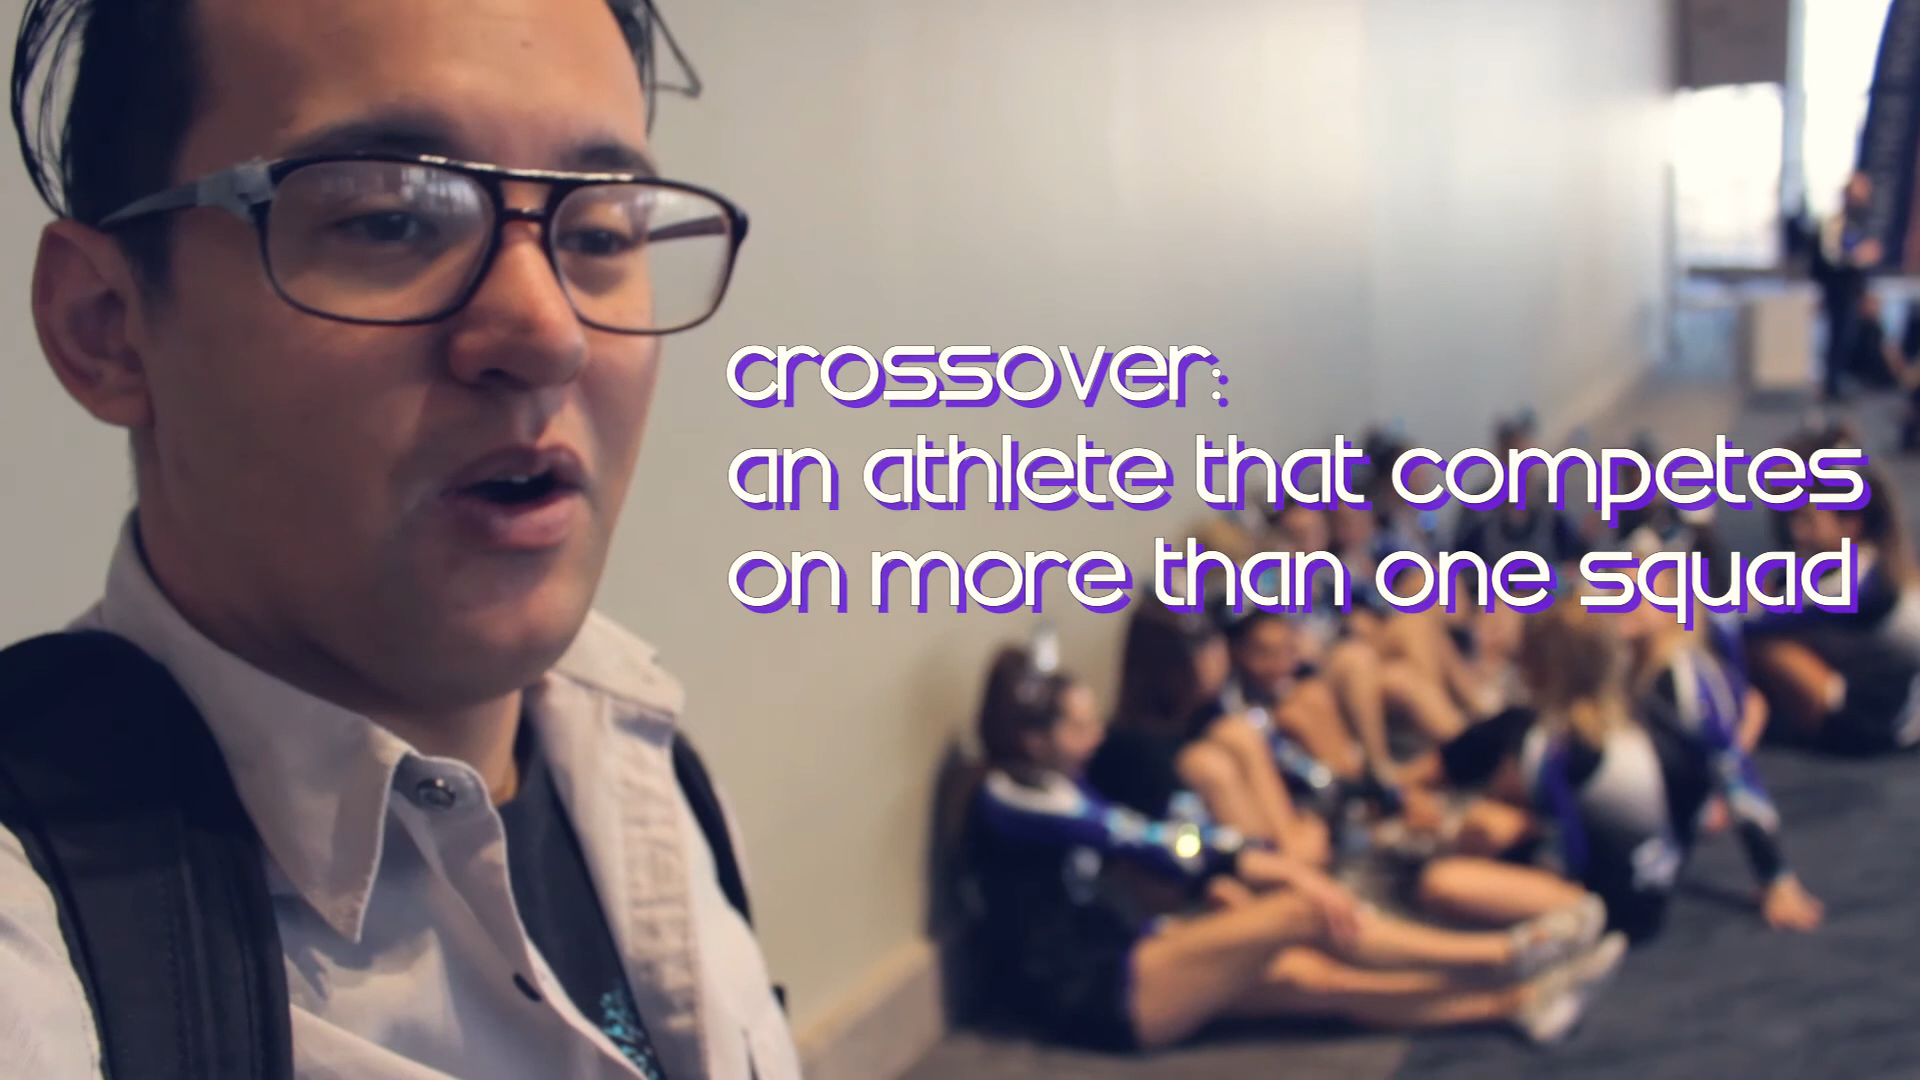 crossover:
an athlete that competes
on more than one squad